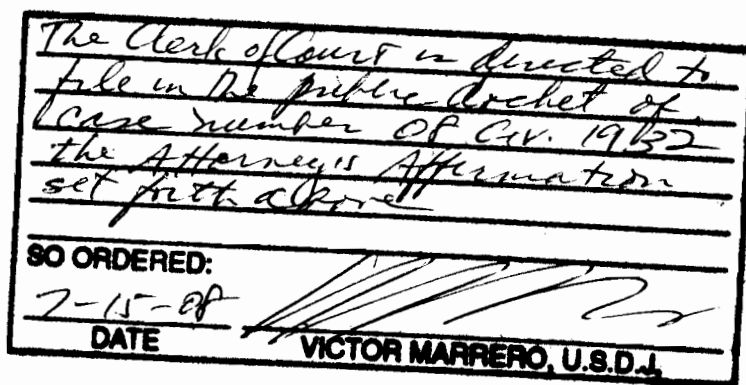 The Clerk of Court is directed to
file in the public docket of
case number 08 Civ. 1932
the Attorney's Affirmation
set forth above
SO ORDERED:
7-15-08
DATE
VICTOR MARRERO, U.S.D.J.